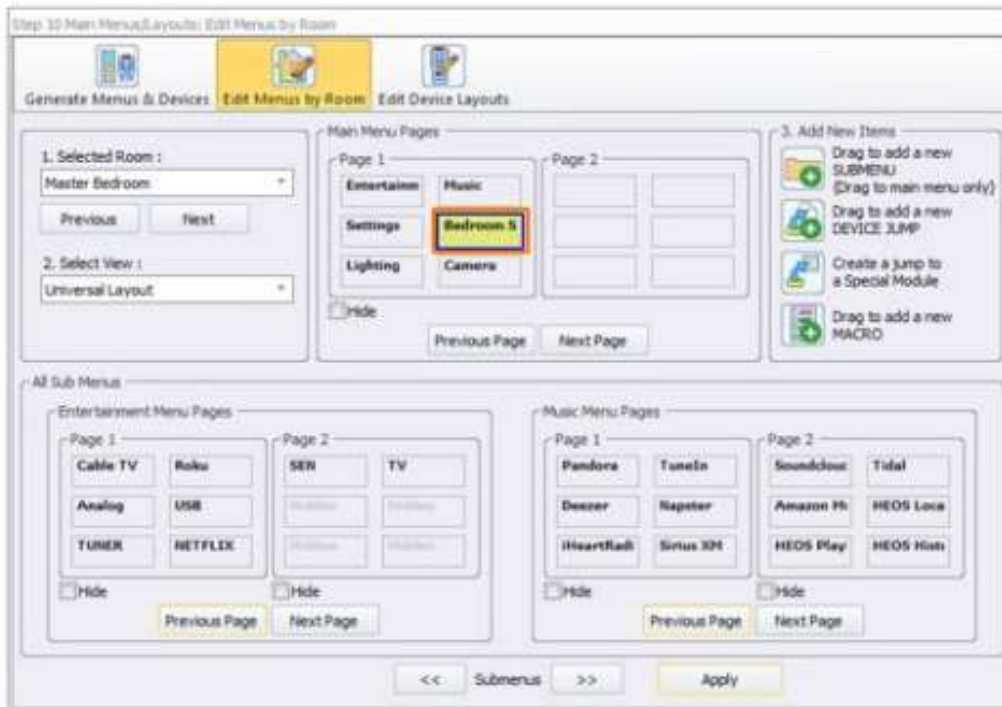 Step 10 Main Menus/Layouts: Edit Menus by Room
Generate Menus & Devices
Edit Menus by Room
Edit Device Layouts
1. Selected Room :
Master Bedroom
Previous
Next
2. Select View :
Universal Layout
Main Menu Pages
Page 1
Page 2
Entertainm
Music
Settings
Bedroom S
Lighting
Camera
Hide
Previous Page
Next Page
3. Add New Items
Drag to add a new
SUBMENU
(Drag to main menu only)
Drag to add a new
DEVICE JUMP
Create a jump to
a Special Module
Drag to add a new
MACRO
All Sub Menus
Entertainment Menu Pages
Page 1
Page 2
Cable TV
Roku
SEN
TV
Analog
USB
Hidden
Hidden
TUNER
NETFLIX
Hidden
Hidden
Hide
Hide
Previous Page
Next Page
Music Menu Pages
Page 1
Page 2
Pandora
TuneIn
Soundclouc
Tidal
Deezer
Napster
Amazon M
HEOS Loca
iHeartRadi
Sirius XM
HEOS Play
HEOS Hist
Hide
Hide
Previous Page
Next Page
<<
Submenus
>>
Apply